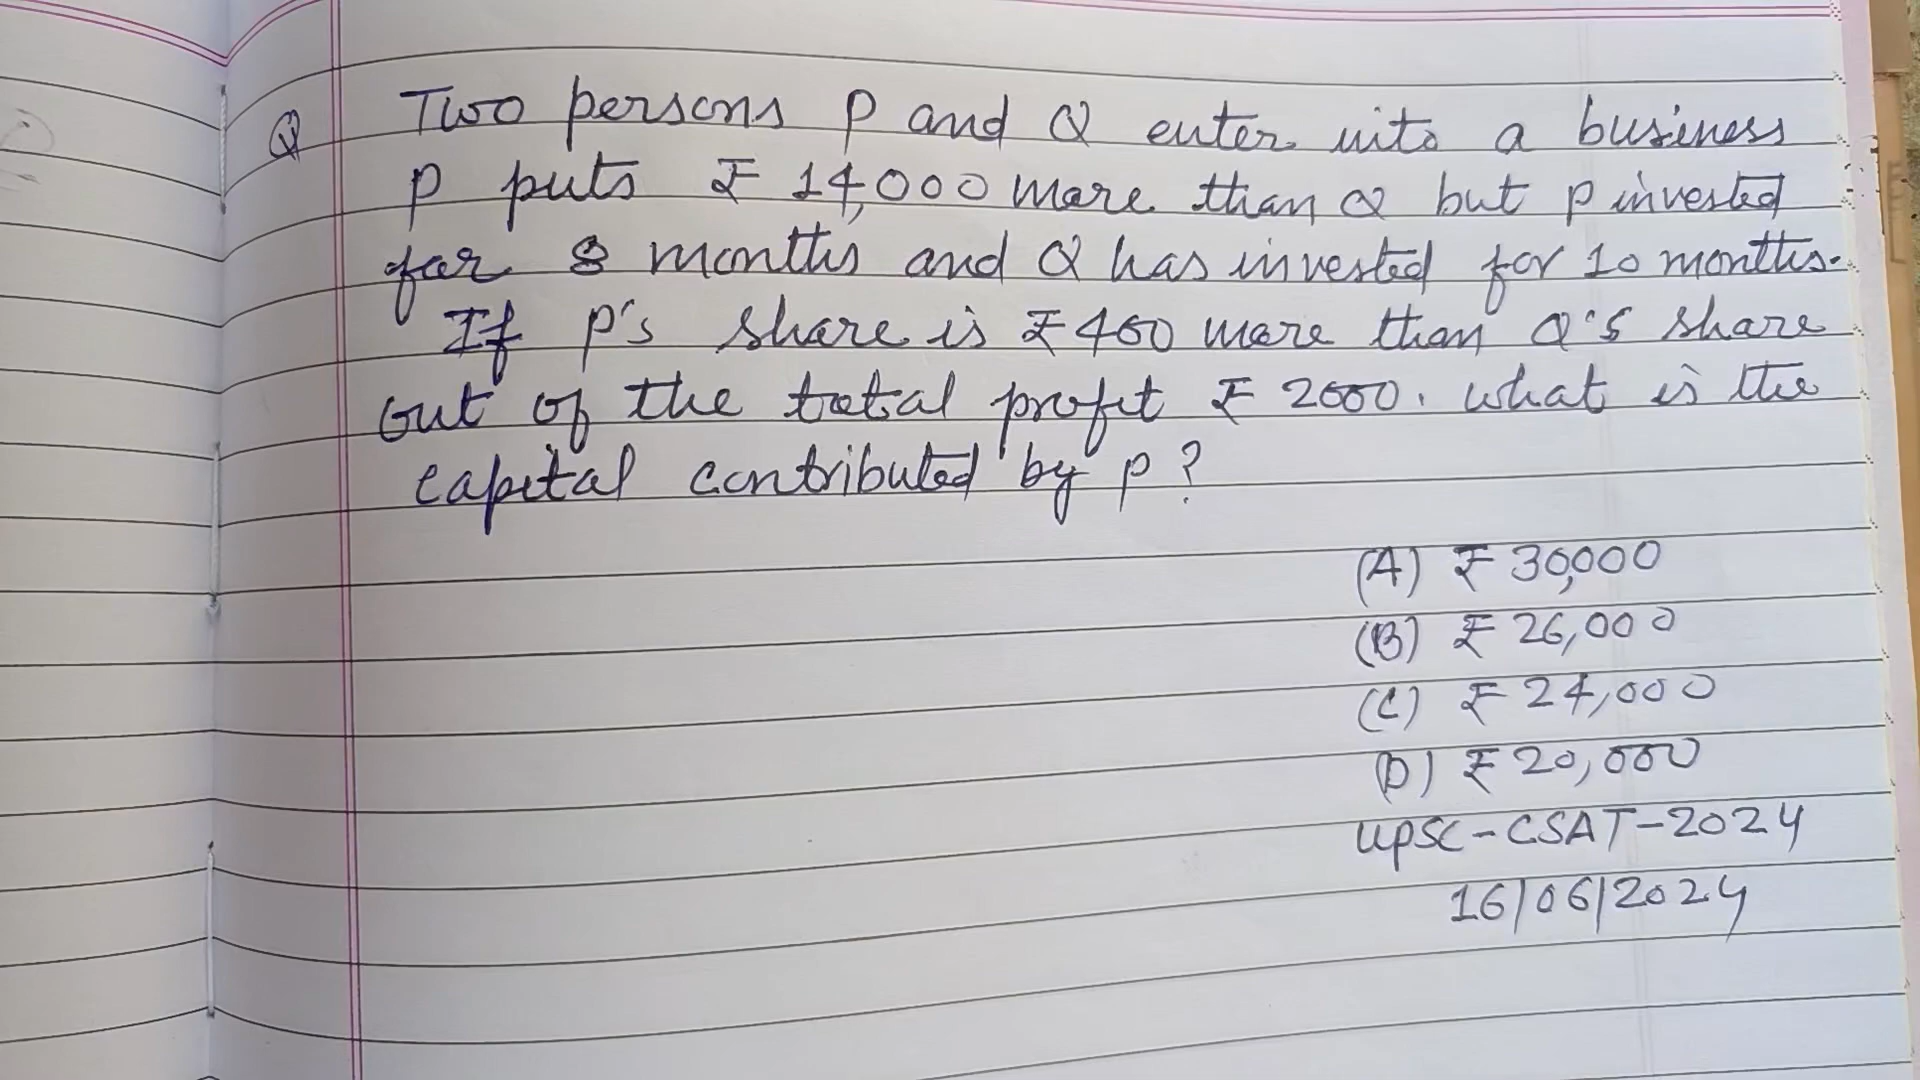 Q Two persons P and Q enter into a business
P puts ₹ 14,000 more than Q but P invested
for 8 months and Q has invested for 10 months.
If P's share is ₹ 400 more than Q's share
out of the total profit ₹ 2000. What is the
capital contributed by P?
(A) ₹ 30,000
(B) ₹ 26,000
(C) ₹ 24,000
(D) ₹ 20,000
UPSC-CSAT-2024
16/06/2024